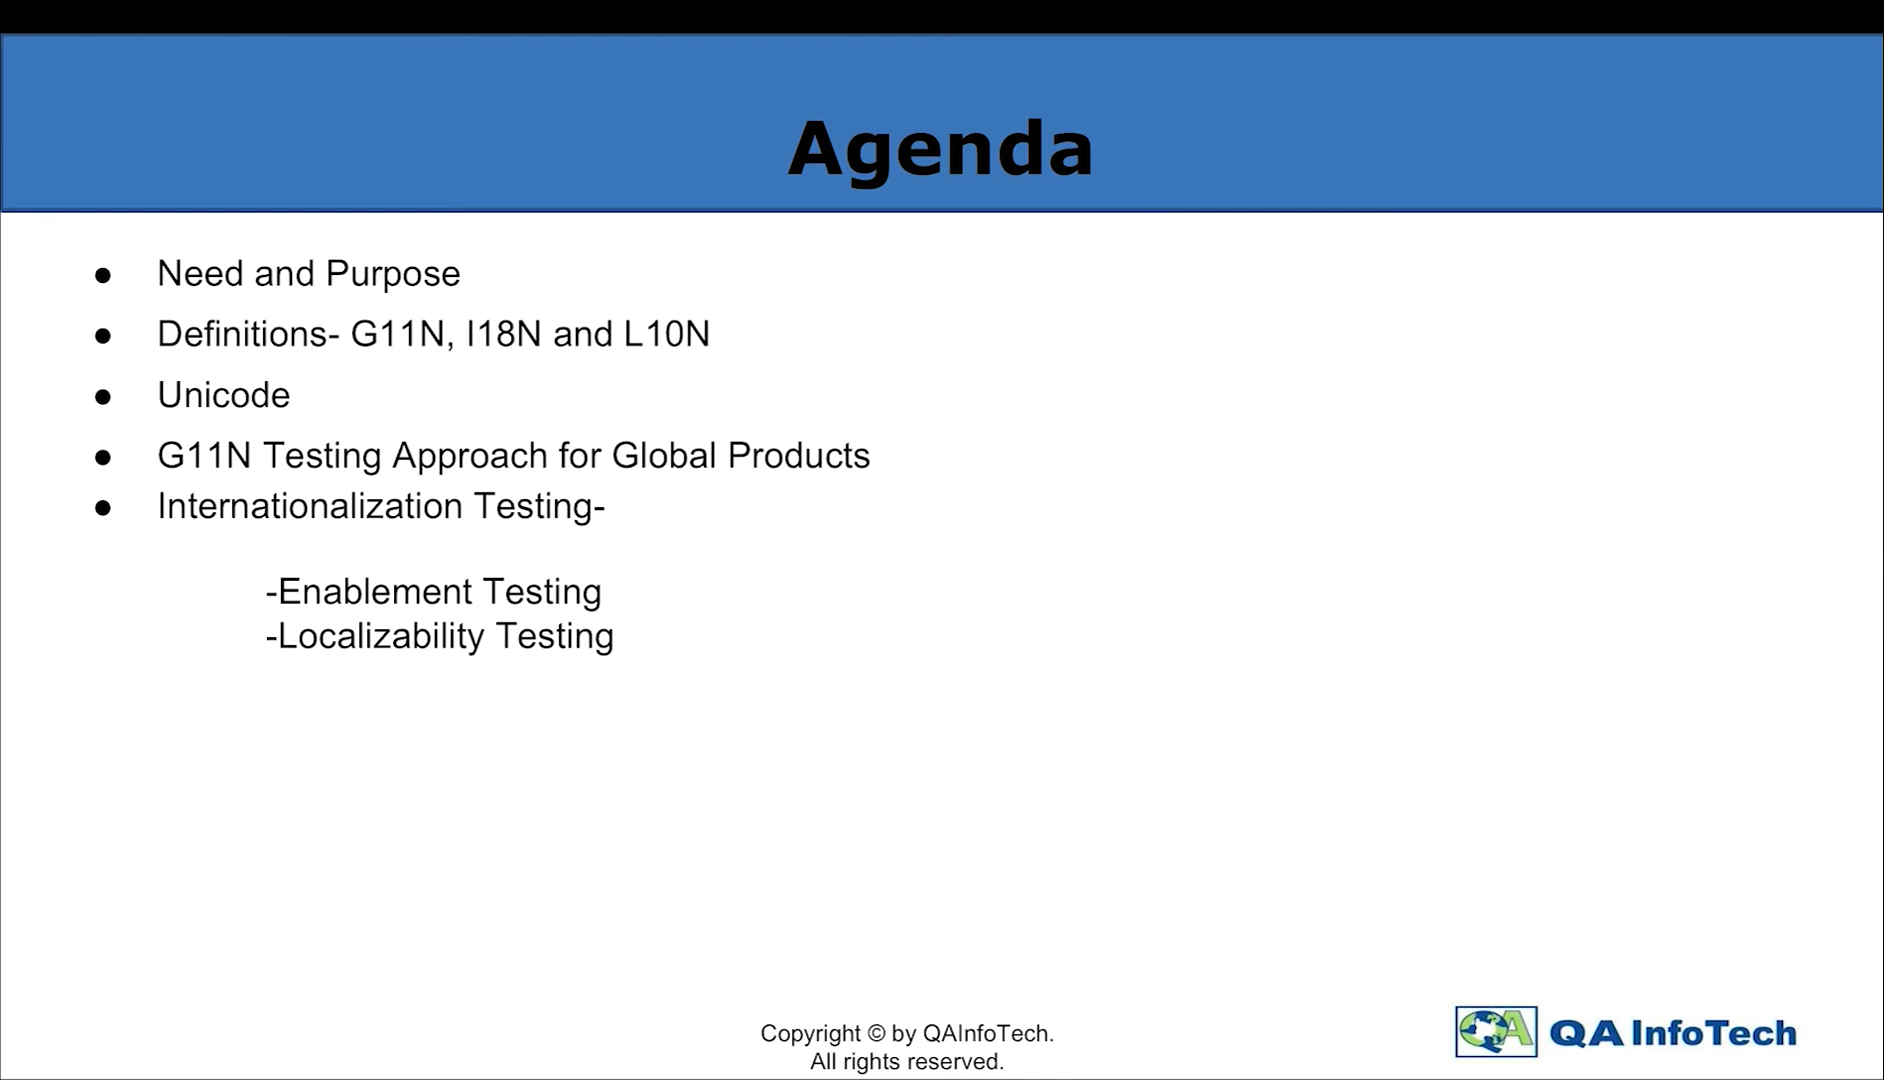 Agenda
● Need and Purpose
● Definitions- G11N, I18N and L10N
● Unicode
● G11N Testing Approach for Global Products
● Internationalization Testing-
-Enablement Testing
-Localizability Testing
Copyright © by QAInfoTech.
All rights reserved.
QA QA InfoTech